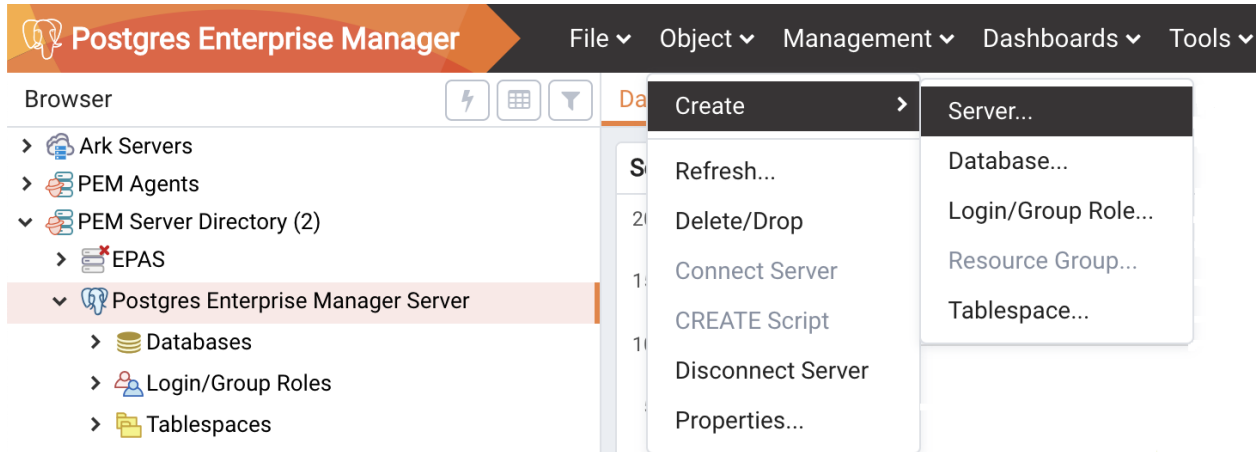 Postgres Enterprise Manager
File Object Management Dashboards Tools
Browser
Ark Servers
PEM Agents
PEM Server Directory (2)
EPAS
Postgres Enterprise Manager Server
Databases
Login/Group Roles
Tablespaces
Da
Create
Refresh...
Delete/Drop
Connect Server
CREATE Script
Disconnect Server
Properties...
Server...
Database...
Login/Group Role...
Resource Group...
Tablespace...